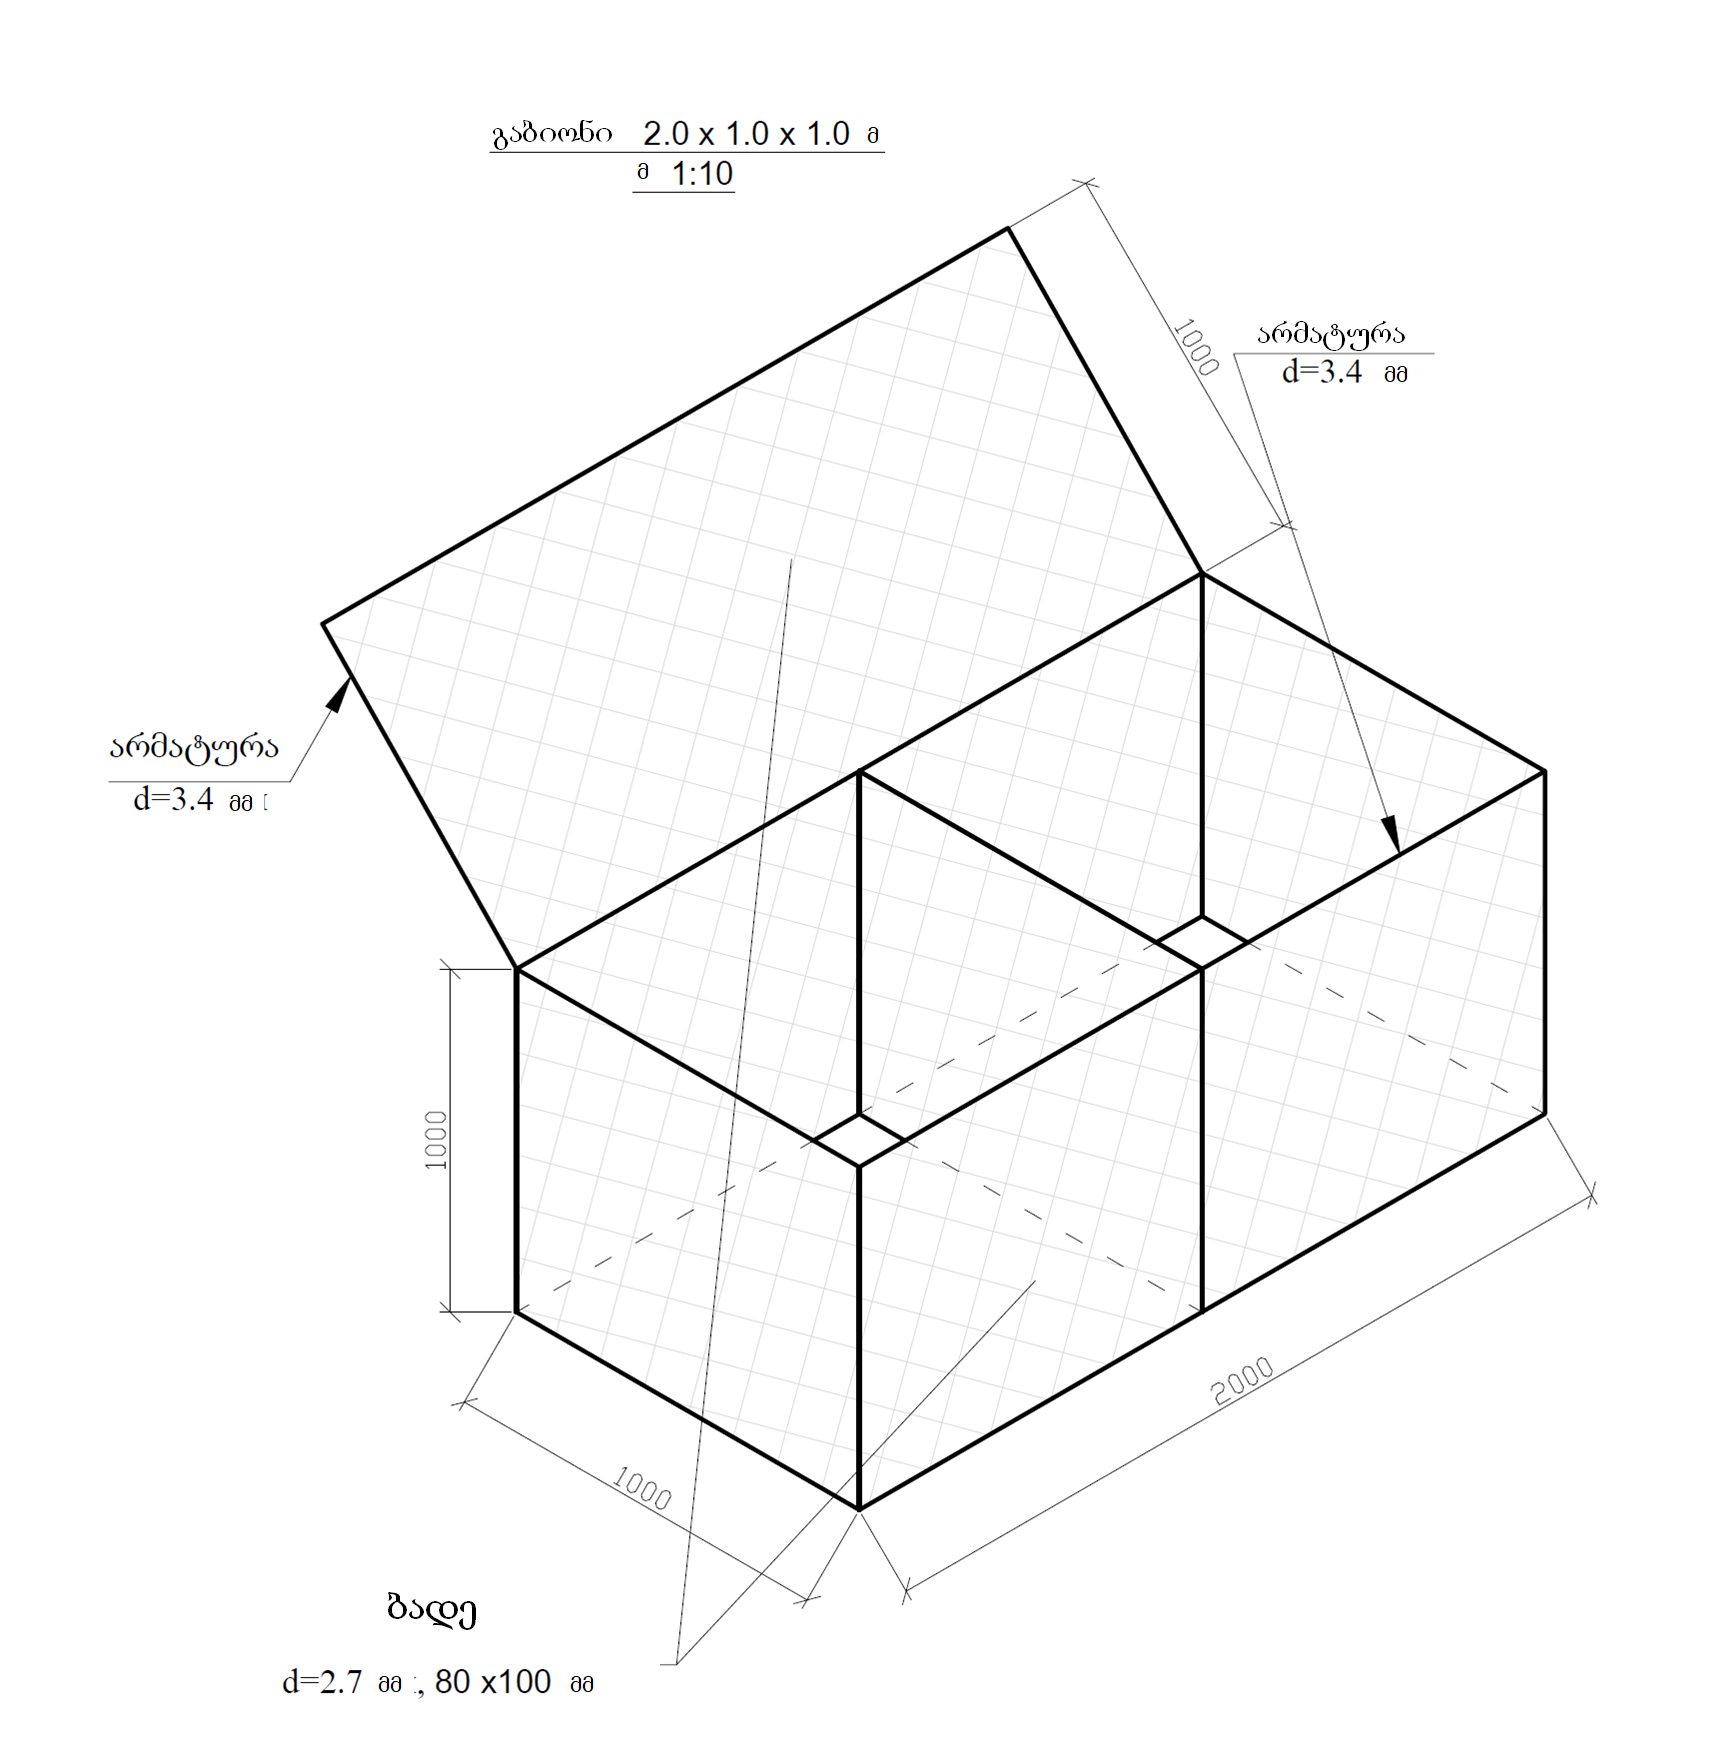 გაბიონი 2.0 x 1.0 x 1.0 მ
მ 1:10
1000
არმატურა
d=3.4 მმ
არმატურა
d=3.4 მმ
1000
2000
1000
ბადე
d=2.7 მმ , 80 x100 მმ